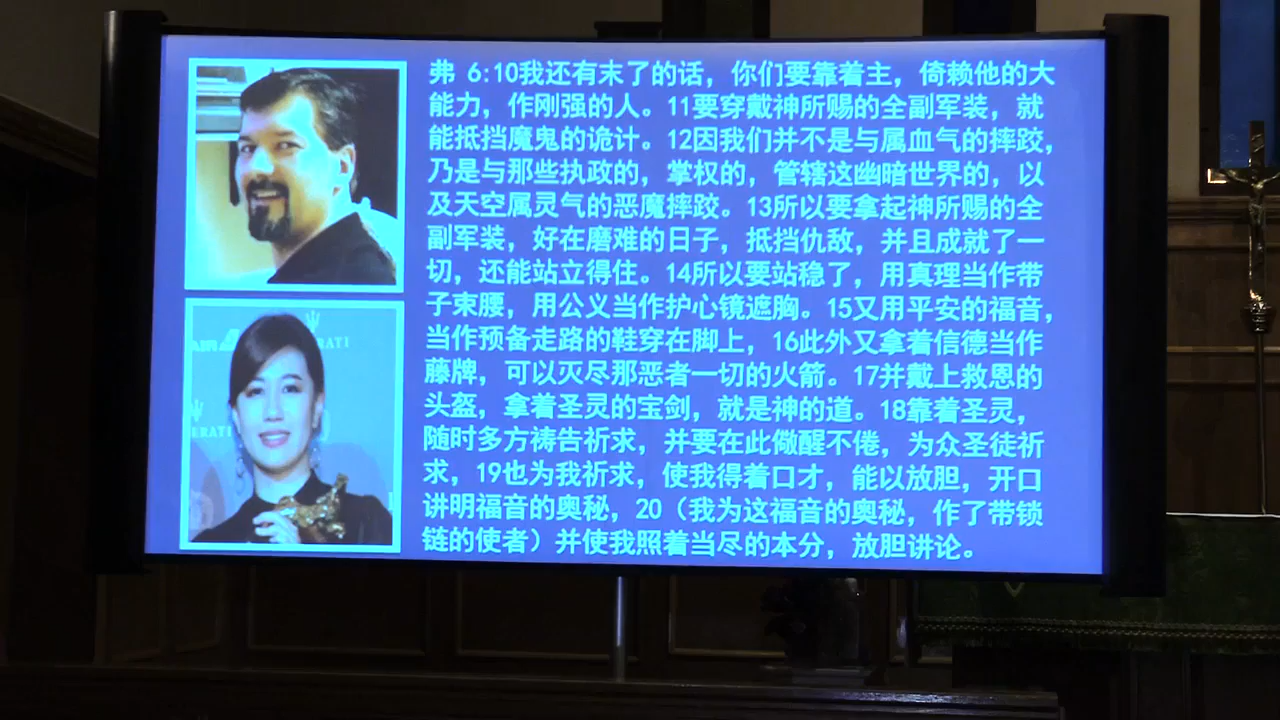 弗 6:10我还有末了的话，你们要靠着主，倚赖他的大
能力，作刚强的人。11要穿戴神所赐的全副军装，就
能抵挡魔鬼的诡计。12因我们并不是与属血气的摔跤，
乃是与那些执政的，掌权的，管辖这幽暗世界的，以
及天空属灵气的恶魔摔跤。13所以要拿起神所赐的全
副军装，好在磨难的日子，抵挡仇敌，并且成就了一
切，还能站立得住。14所以要站稳了，用真理当作带
子束腰，用公义当作护心镜遮胸。15又用平安的福音，
当作预备走路的鞋穿在脚上，16此外又拿着信德当作
藤牌，可以灭尽那恶者一切的火箭。17并戴上救恩的
头盔，拿着圣灵的宝剑，就是神的道。18靠着圣灵，
随时多方祷告祈求，并要在此儆醒不倦，为众圣徒祈
求，19也为我祈求，使我得着口才，能以放胆，开口
讲明福音的奥秘，20（我为这福音的奥秘，作了带锁
链的使者）并使我照着当尽的本分，放胆讲论。
ERATI
ERATI